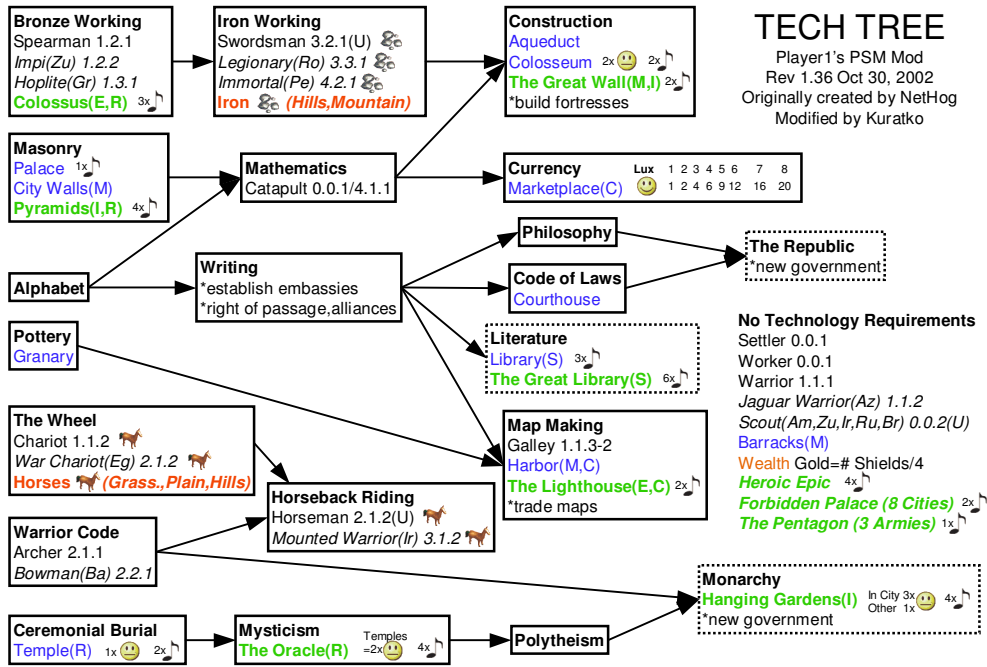 TECH TREE
Player1's PSM Mod
Rev 1.36 Oct 30, 2002
Originally created by NetHog
Modified by Kuratko
Bronze Working
Spearman 1.2.1
Impi(Zu) 1.2.2
Hoplite(Gr) 1.3.1
Colossus(E,R) 3x
Iron Working
Swordsman 3.2.1(U)
Legionary(Ro) 3.3.1
Immortal(Pe) 4.2.1
Iron (Hills,Mountain)
Construction
Aqueduct
Colosseum 2x 2x
The Great Wall(M,I) 2x
*build fortresses
Masonry
Palace 1x
City Walls(M)
Pyramids(I,R) 4x
Mathematics
Catapult 0.0.1/4.1.1
Currency
Marketplace(C)
Lux 1 2 3 4 5 6 7 8
1 2 4 6 9 12 16 20
Alphabet
Writing
*establish embassies
*right of passage,alliances
Philosophy
Code of Laws
Courthouse
The Republic
*new government
Pottery
Granary
Literature
Library(S) 3x
The Great Library(S) 6x
No Technology Requirements
Settler 0.0.1
Worker 0.0.1
Warrior 1.1.1
Jaguar Warrior(Az) 1.1.2
Scout(Am,Zu,Ir,Ru,Br) 0.0.2(U)
Barracks(M)
Wealth Gold=# Shields/4
Heroic Epic 4x
Forbidden Palace (8 Cities) 2x
The Pentagon (3 Armies) 1x
The Wheel
Chariot 1.1.2
War Chariot(Eg) 2.1.2
Horses (Grass.,Plain,Hills)
Map Making
Galley 1.1.3-2
Harbor(M,C)
The Lighthouse(E,C) 2x
*trade maps
Horseback Riding
Horseman 2.1.2(U)
Mounted Warrior(Ir) 3.1.2
Warrior Code
Archer 2.1.1
Bowman(Ba) 2.2.1
Monarchy
Hanging Gardens(I) In City 3x 4x
Other 1x
*new government
Ceremonial Burial
Temple(R) 1x 2x
Mysticism
The Oracle(R) Temples
=2x 4x
Polytheism